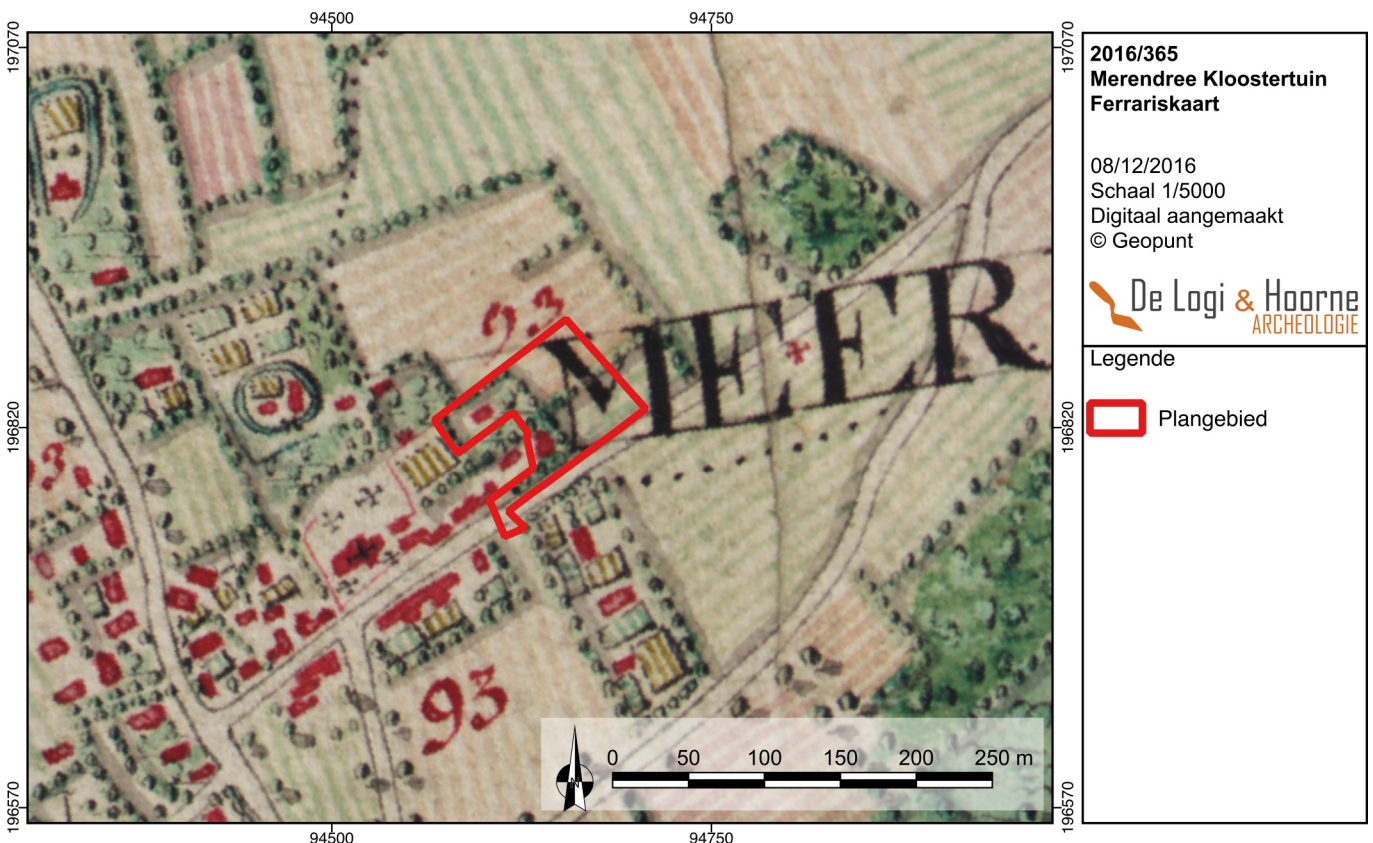 94500
94750
197070
197070
93
MEER
196820
196820
93
93
0 50 100 150 200 250 m
N
196570
196570
94500
94750
2016/365
Merendree Kloostertuin
Ferrariskaart
08/12/2016
Schaal 1/5000
Digitaal aangemaakt
© Geopunt
De Logi & Hoorne
ARCHEOLOGIE
Legende
Plangebied